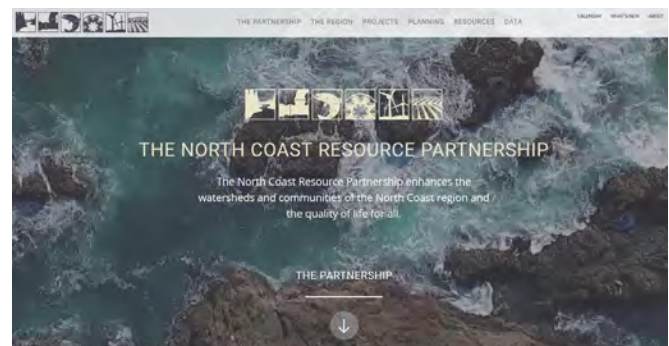 THE PARTNERSHIP THE REGION PROJECTS PLANNING RESOURCES DATA
CALENDAR WHAT'S NEW ABOUT
THE NORTH COAST RESOURCE PARTNERSHIP
The North Coast Resource Partnership enhances the
watersheds and communities of the North Coast region and
the quality of life for all.
THE PARTNERSHIP